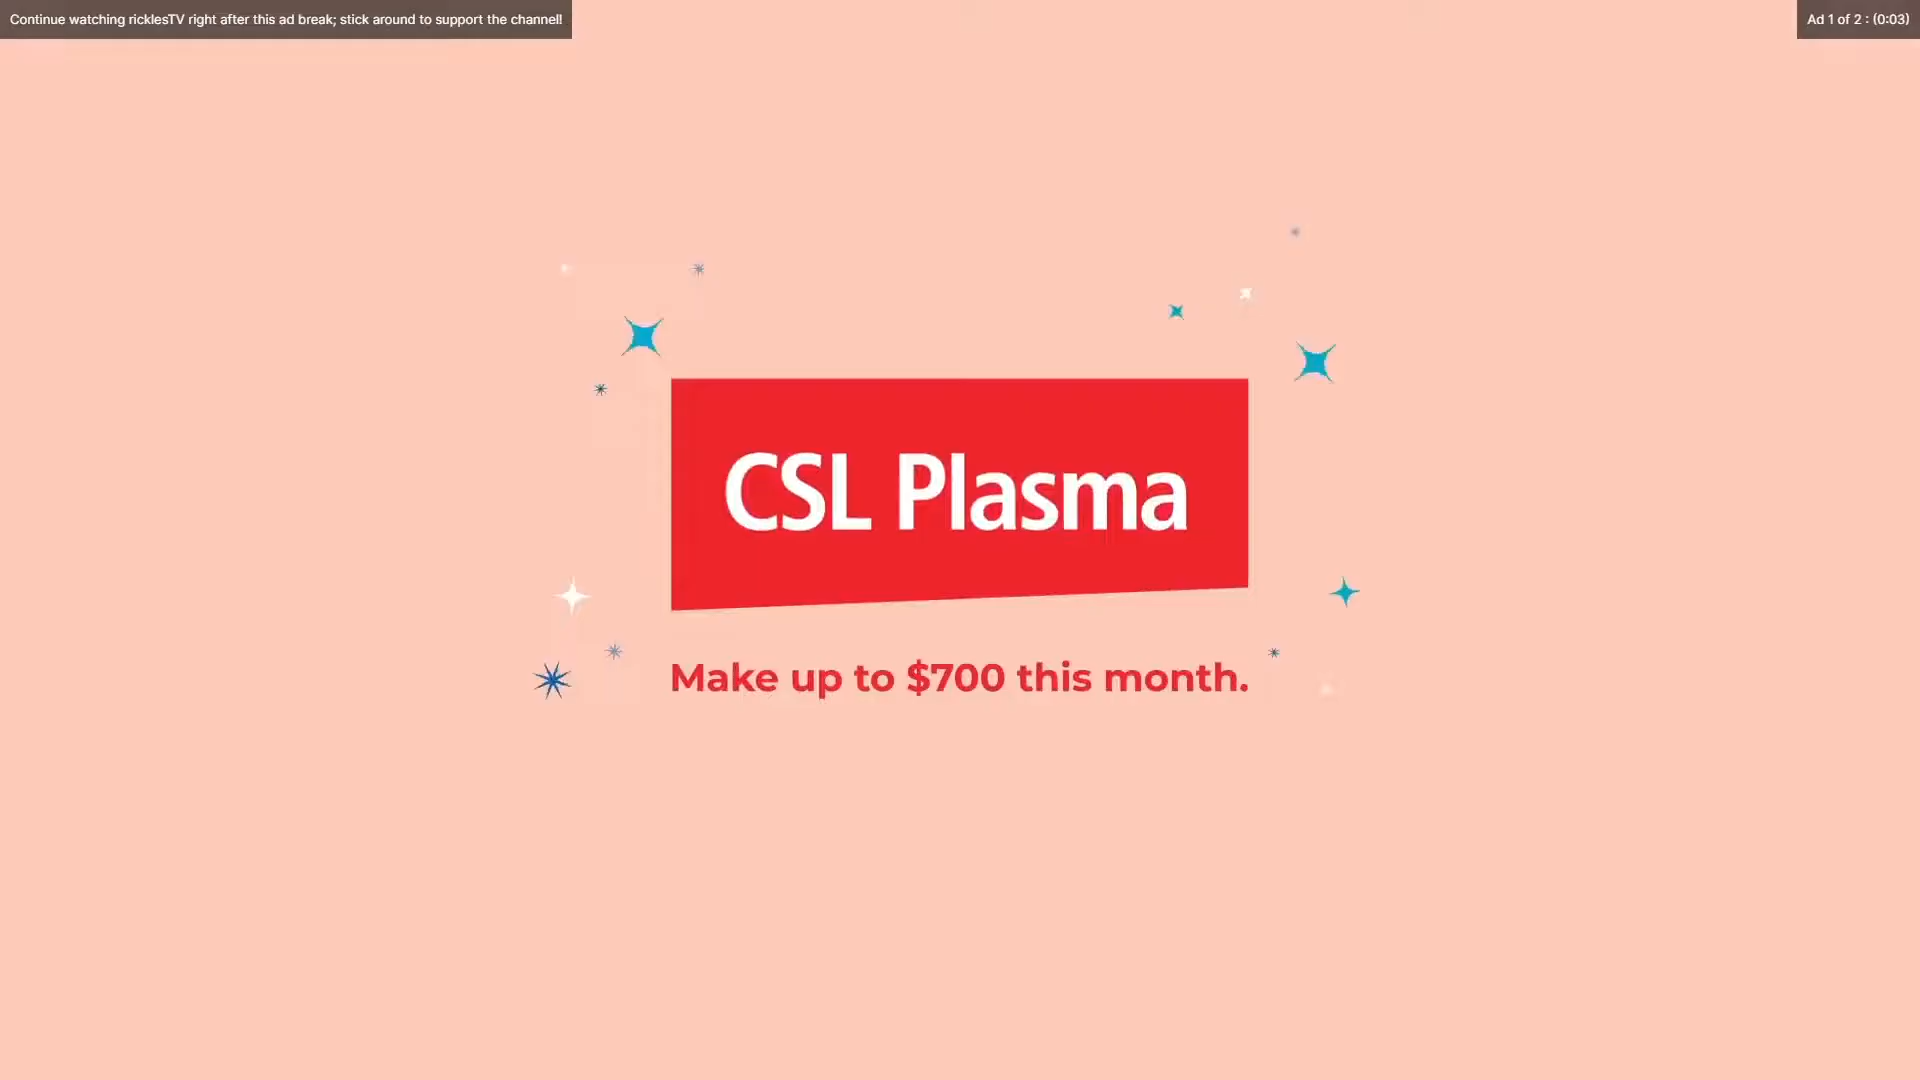 Continue watching ricklesTV right after this ad break; stick around to support the channel!
Ad 1 of 2 : (0:03)
CSL Plasma
Make up to $700 this month.